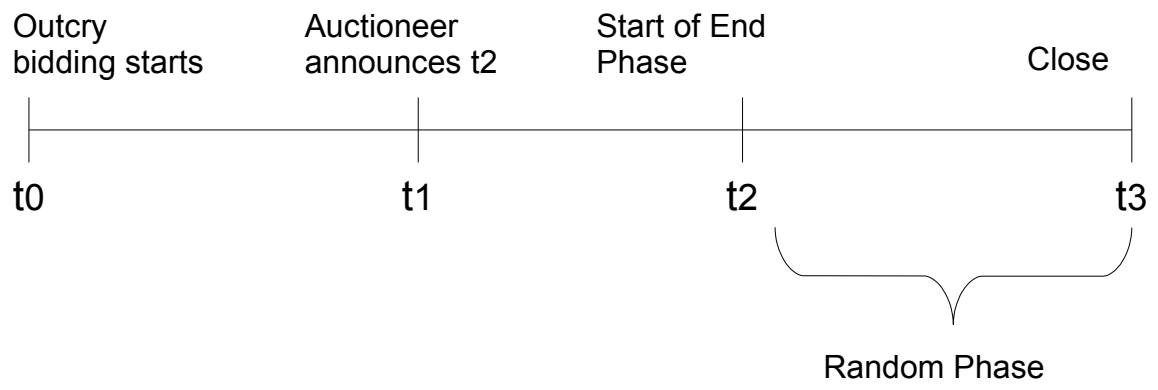 Outcry
bidding starts
Auctioneer
announces t2
Start of End
Phase
Close
t0
t1
t2
t3
Random Phase